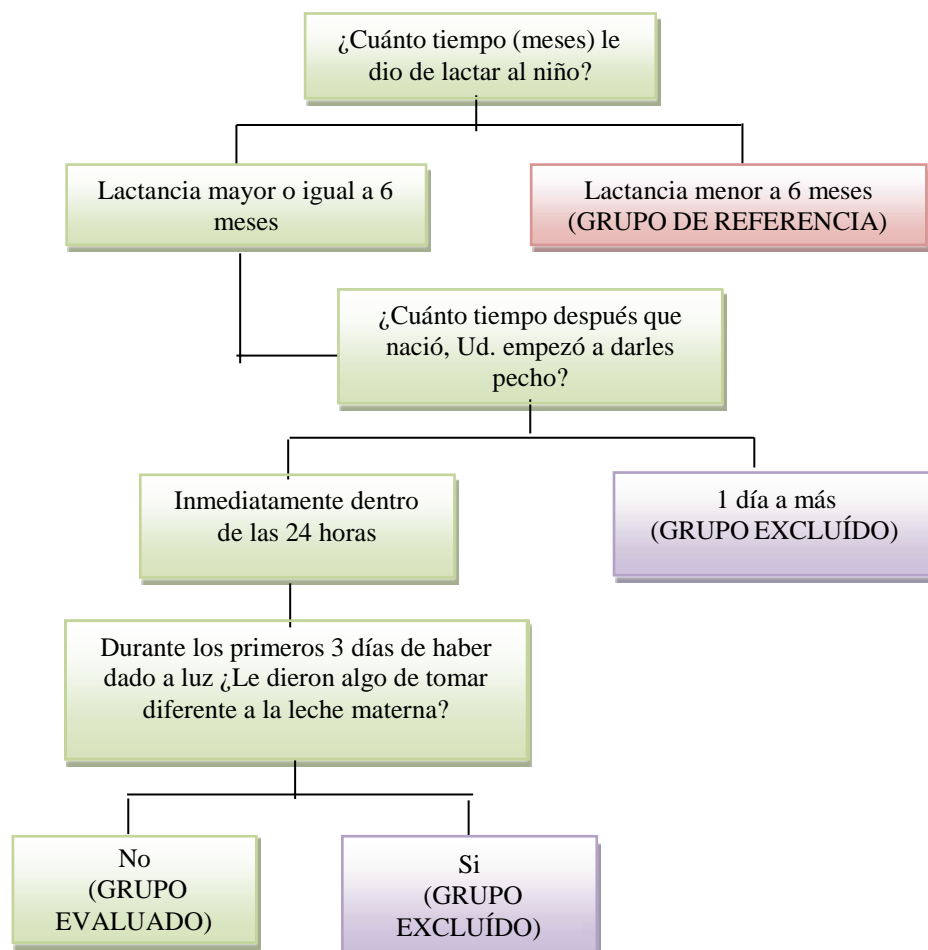 ¿Cuánto tiempo (meses) le
dio de lactar al niño?
Lactancia mayor o igual a 6
meses
Lactancia menor a 6 meses
(GRUPO DE REFERENCIA)
¿Cuánto tiempo después que
nació, Ud. empezó a darles
pecho?
Inmediatamente dentro
de las 24 horas
1 día a más
(GRUPO EXCLUÍDO)
Durante los primeros 3 días de haber
dado a luz ¿Le dieron algo de tomar
diferente a la leche materna?
No
(GRUPO
EVALUADO)
Si
(GRUPO
EXCLUÍDO)